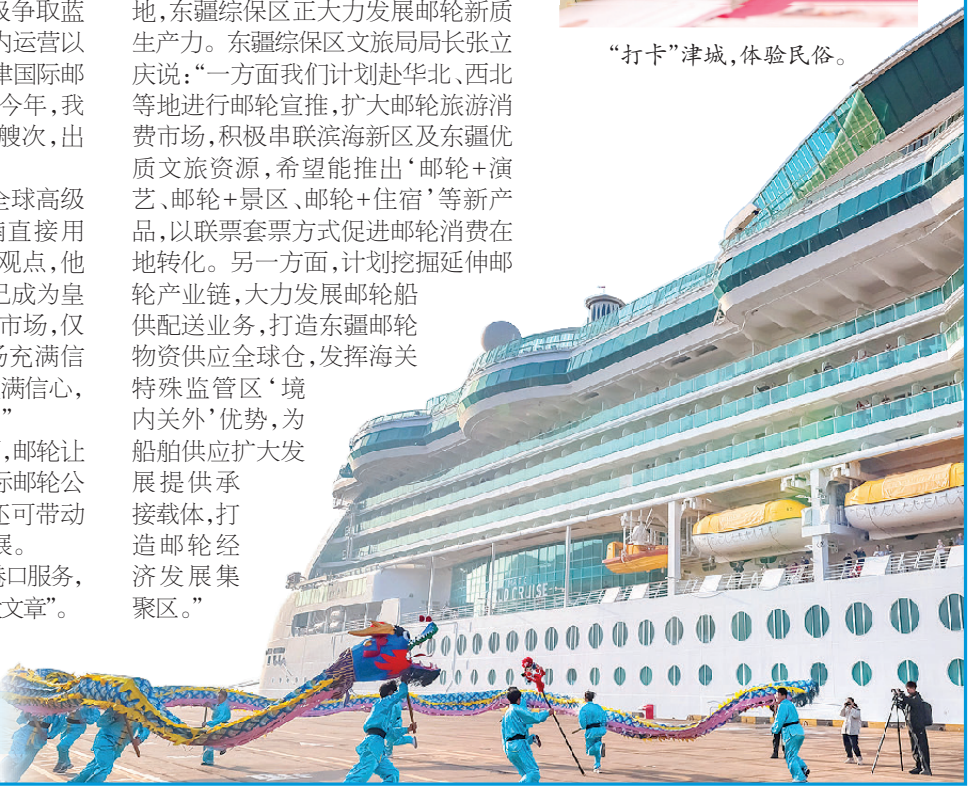 争取蓝
内运营以
津国际邮
今年,我
艘次,出
全球高级
直接用
观点,他
已成为皇
市场,仅
场充满信
满信心,
”
,邮轮让
际邮轮公
还可带动
展。
港口服务,
文章”。
地,东疆综保区正大力发展邮轮新质
生产力。东疆综保区文旅局局长张立
庆说:“一方面我们计划赴华北、西北
等地进行邮轮宣推,扩大邮轮旅游消
费市场,积极串联滨海新区及东疆优
质文旅资源,希望能推出‘邮轮+演
艺、邮轮+景区、邮轮+住宿’等新产
品,以联票套票方式促进邮轮消费在
地转化。另一方面,计划挖掘延伸邮
轮产业链,大力发展邮轮船
供配送业务,打造东疆邮轮
物资供应全球仓,发挥海关
特殊监管区‘境
内关外’优势,为
船舶供应扩大发
展提供承
接载体,打
造邮轮经
济发展集
聚区。”
“打卡”津城,体验民俗。
CRUISE